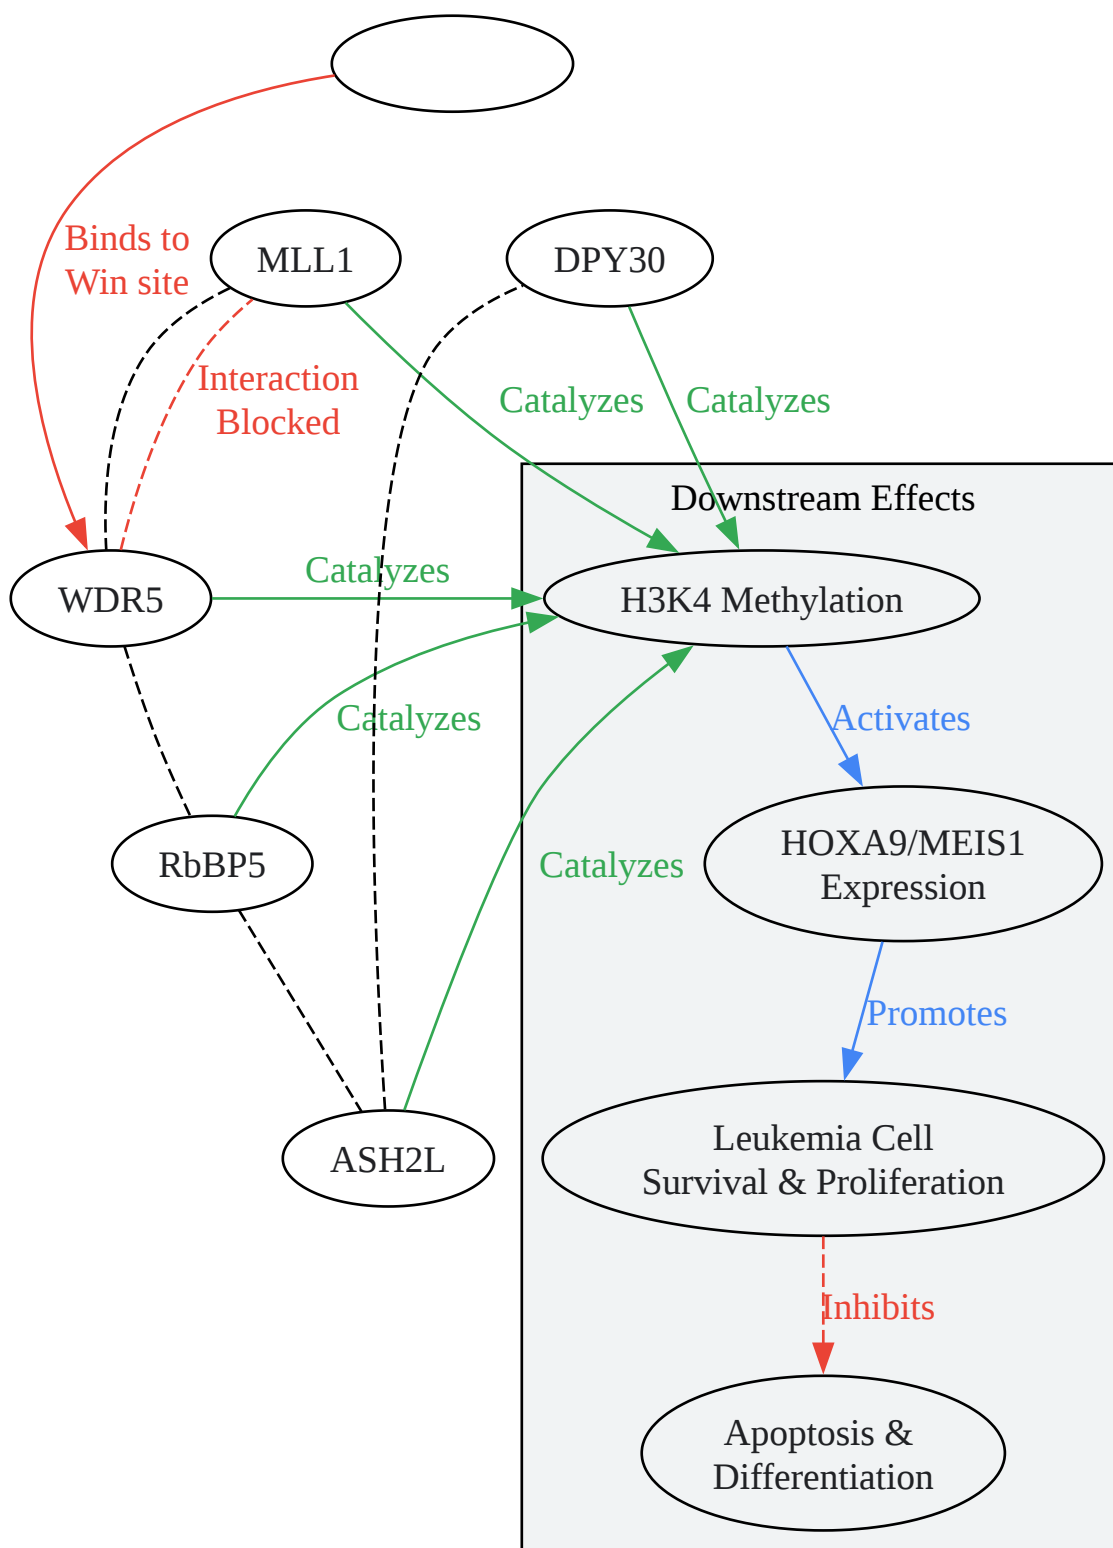 Binds to
Win site
MLL1
DPY30
Interaction
Blocked
Catalyzes
Catalyzes
Downstream Effects
WDR5
Catalyzes
H3K4 Methylation
Catalyzes
Activates
RbBP5
Catalyzes
HOXA9/MEIS1
Expression
Promotes
ASH2L
Leukemia Cell
Survival & Proliferation
Inhibits
Apoptosis &
Differentiation